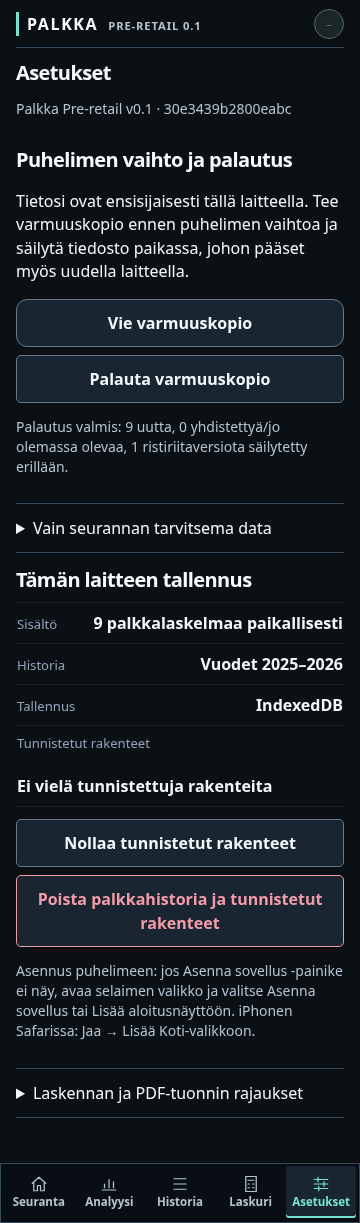 PALKKA PRE-RETAIL 0.1
–
Asetukset
Palkka Pre-retail v0.1 · 30e3439b2800eabc
Puhelimen vaihto ja palautus
Tietosi ovat ensisijaisesti tällä laitteella. Tee
varmuuskopio ennen puhelimen vaihtoa ja
säilytä tiedosto paikassa, johon pääset
myös uudella laitteella.
Vie varmuuskopio
Palauta varmuuskopio
Palautus valmis: 9 uutta, 0 yhdistettyä/jo
olemassa olevaa, 1 ristiriitaversiota säilytetty
erillään.
Vain seurannan tarvitsema data
Tämän laitteen tallennus
Sisältö 9 palkkalaskelmaa paikallisesti
Historia Vuodet 2025–2026
Tallennus IndexedDB
Tunnistetut rakenteet
Ei vielä tunnistettuja rakenteita
Nollaa tunnistetut rakenteet
Poista palkkahistoria ja tunnistetut
rakenteet
Asennus puhelimeen: jos Asenna sovellus -painike
ei näy, avaa selaimen valikko ja valitse Asenna
sovellus tai Lisää aloitusnäyttöön. iPhonen
Safarissa: Jaa → Lisää Koti-valikkoon.
Laskennan ja PDF-tuonnin rajaukset
Seuranta Analyysi Historia Laskuri Asetukset